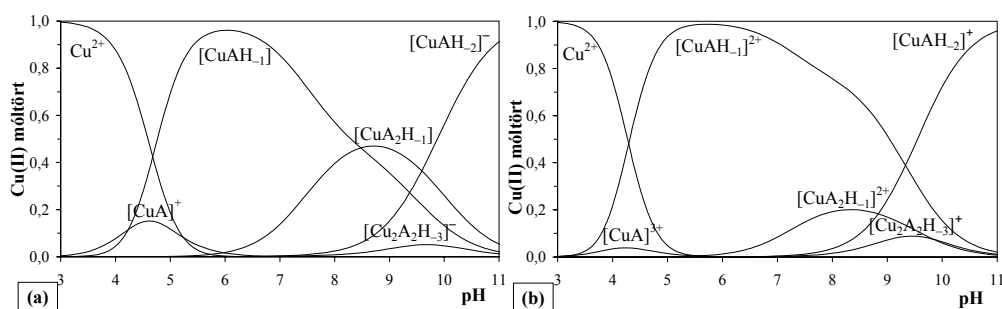 Cu(II) móltört
1,0
0,8
0,6
0,4
0,2
0,0
Cu²⁺
[CuAH₋₁]
[CuAH₋₂]⁻
[CuA₂H₋₁]
[CuA]⁺
[Cu₂A₂H₋₃]⁻
3 4 5 6 7 8 9 10 11
(a)
pH
Cu(II) móltört
1,0
0,8
0,6
0,4
0,2
0,0
Cu²⁺
[CuAH₋₁]²⁺
[CuAH₋₂]⁺
[CuA₂H₋₁]²⁺
[CuA]³⁺
[Cu₂A₂H₋₃]⁺
3 4 5 6 7 8 9 10 11
(b)
pH